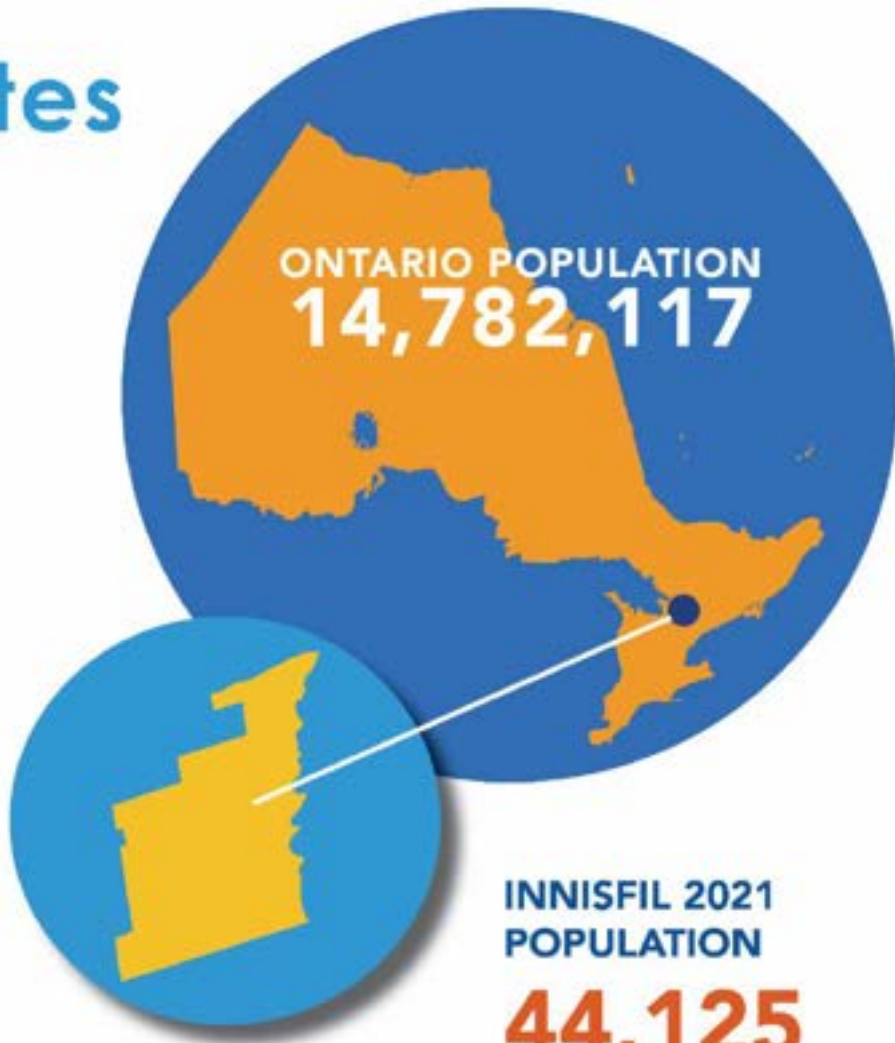 tes
ONTARIO POPULATION
14,782,117
INNISFIL 2021
POPULATION
44,125